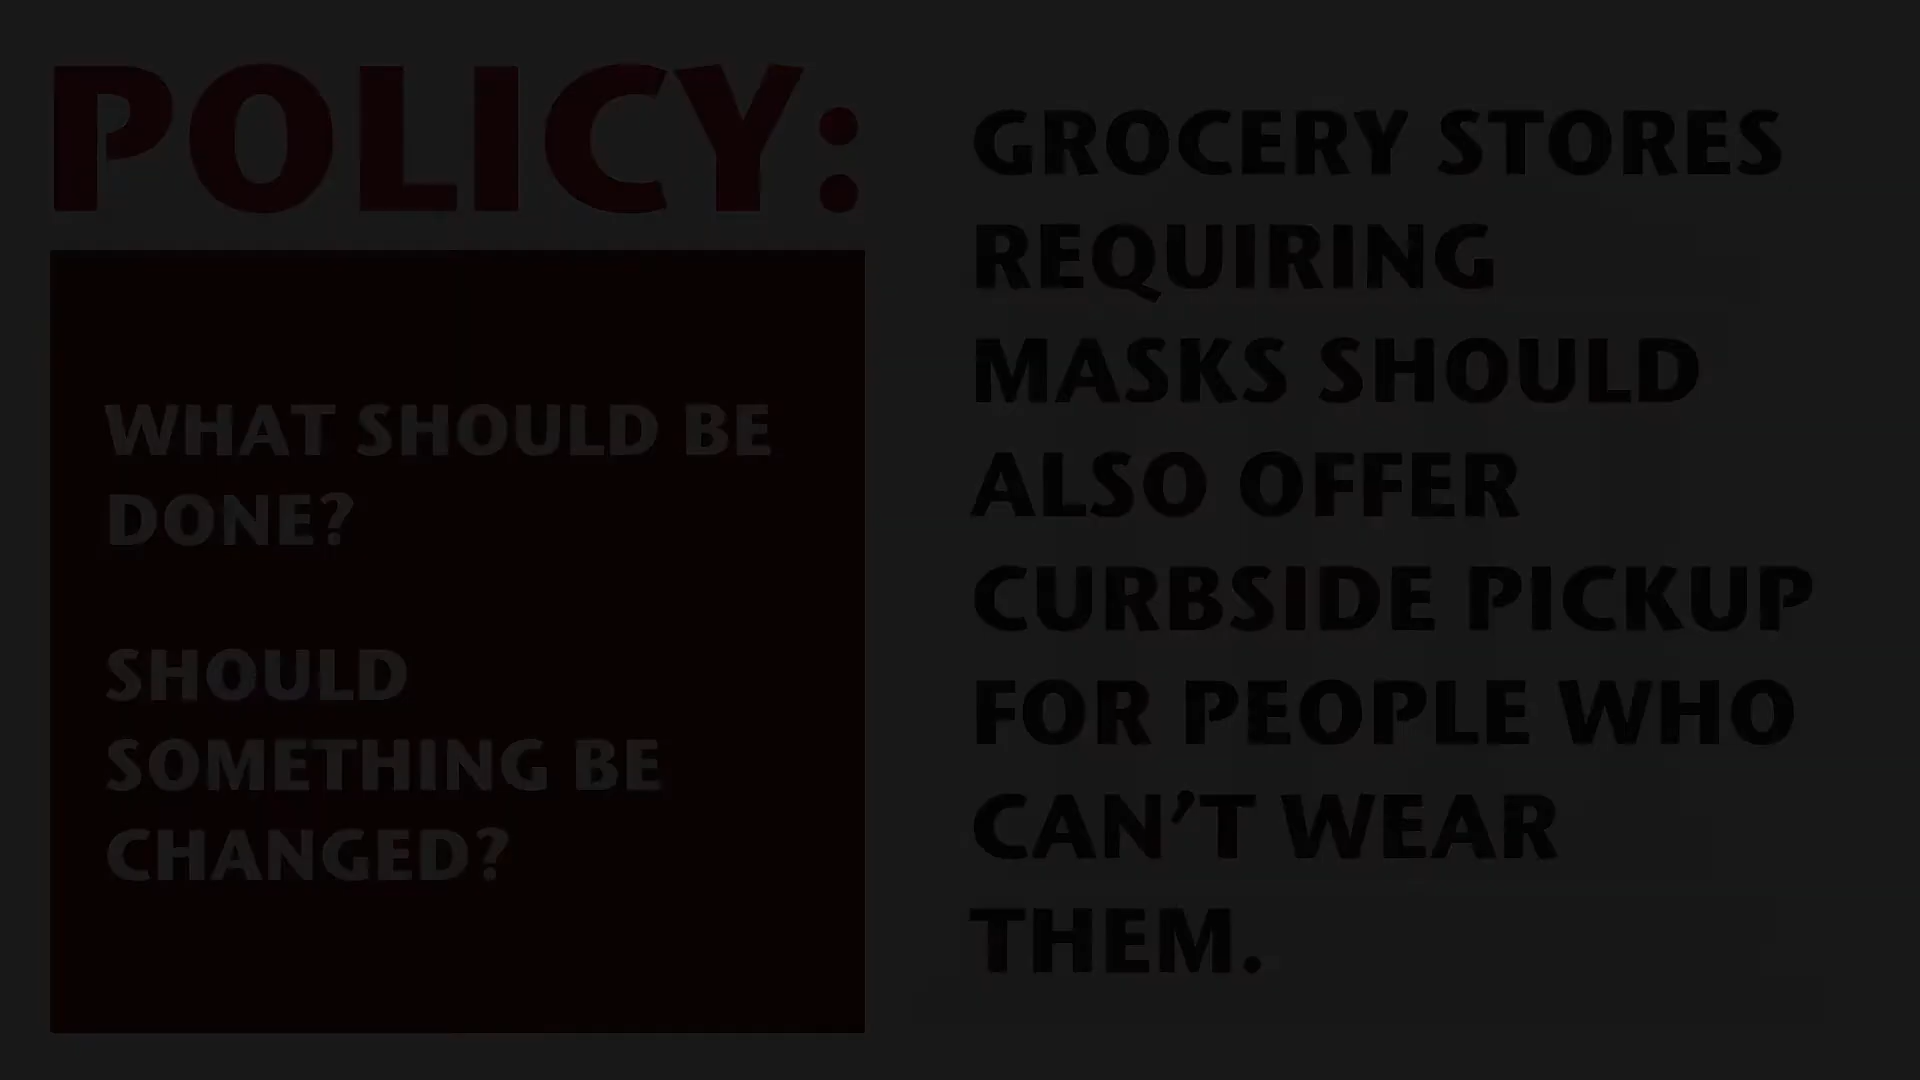 POLICY:
WHAT SHOULD BE
DONE?
SHOULD
SOMETHING BE
CHANGED?
GROCERY STORES
REQUIRING
MASKS SHOULD
ALSO OFFER
CURBSIDE PICKUP
FOR PEOPLE WHO
CAN’T WEAR
THEM.